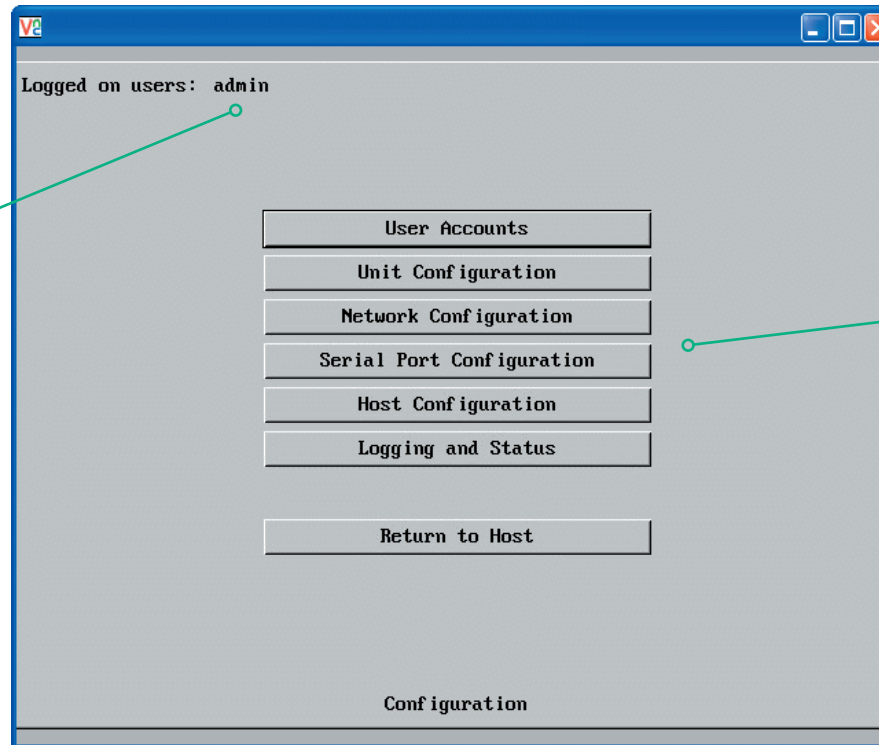 Logged on users: admin
User Accounts
Unit Configuration
Network Configuration
Serial Port Configuration
Host Configuration
Logging and Status
Return to Host
Configuration